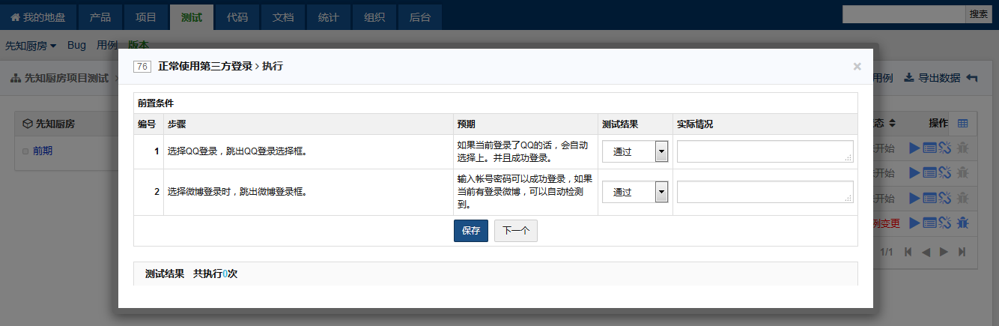 我的地盘 产品 项目 测试 代码 文档 统计 组织 后台 搜索
先知厨房 Bug 用例 版本
76 正常使用第三方登录 > 执行 ×
先知厨房项目测试 用例 导出数据
前置条件
编号 步骤 预期 测试结果 实际情况
先知厨房 态 操作
1 选择QQ登录，跳出QQ登录选择框。 如果当前登录了QQ的话，会自动
选择上。并且成功登录。 通过
前期 开始
开始
2 选择微博登录时，跳出微博登录框。 输入帐号密码可以成功登录，如果
当前有登录微博，可以自动检测
到。 通过
开始
例变更
保存 下一个
1/1
测试结果 共执行0次